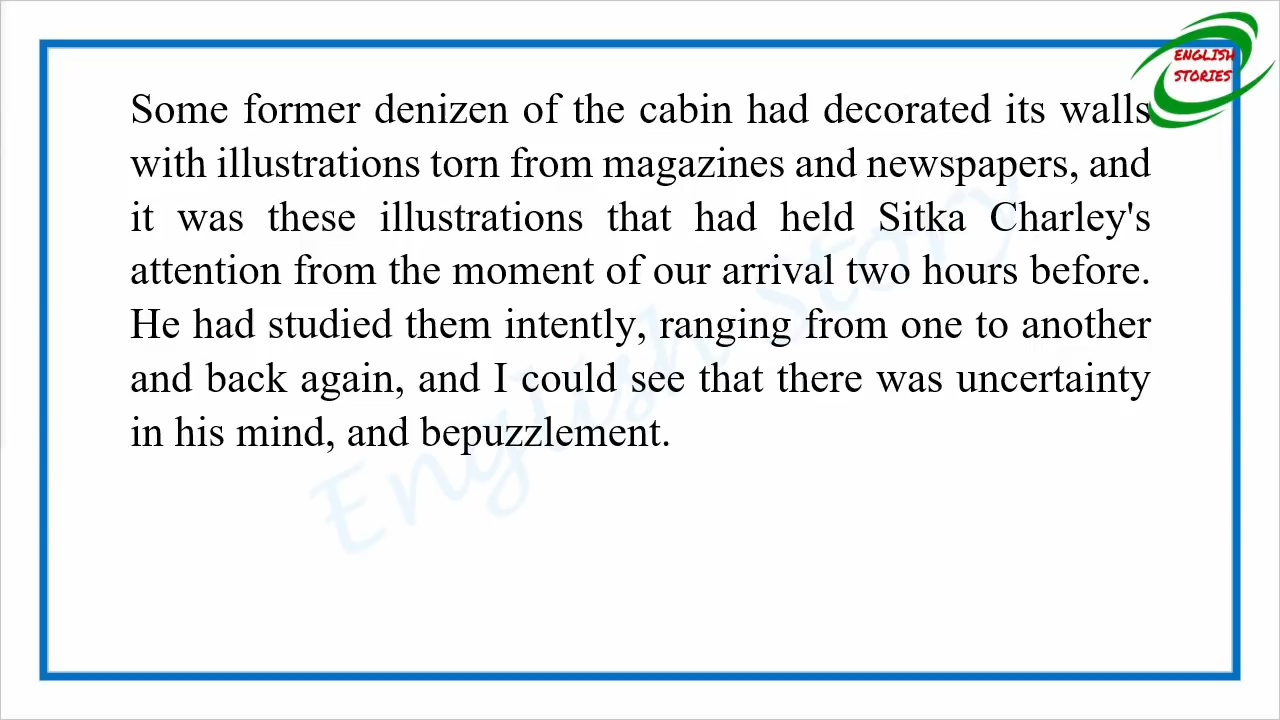 ENGLISH
STORIES
Some former denizen of the cabin had decorated its walls
with illustrations torn from magazines and newspapers, and
it was these illustrations that had held Sitka Charley's
attention from the moment of our arrival two hours before.
He had studied them intently, ranging from one to another
and back again, and I could see that there was uncertainty
in his mind, and bepuzzlement.
English Story